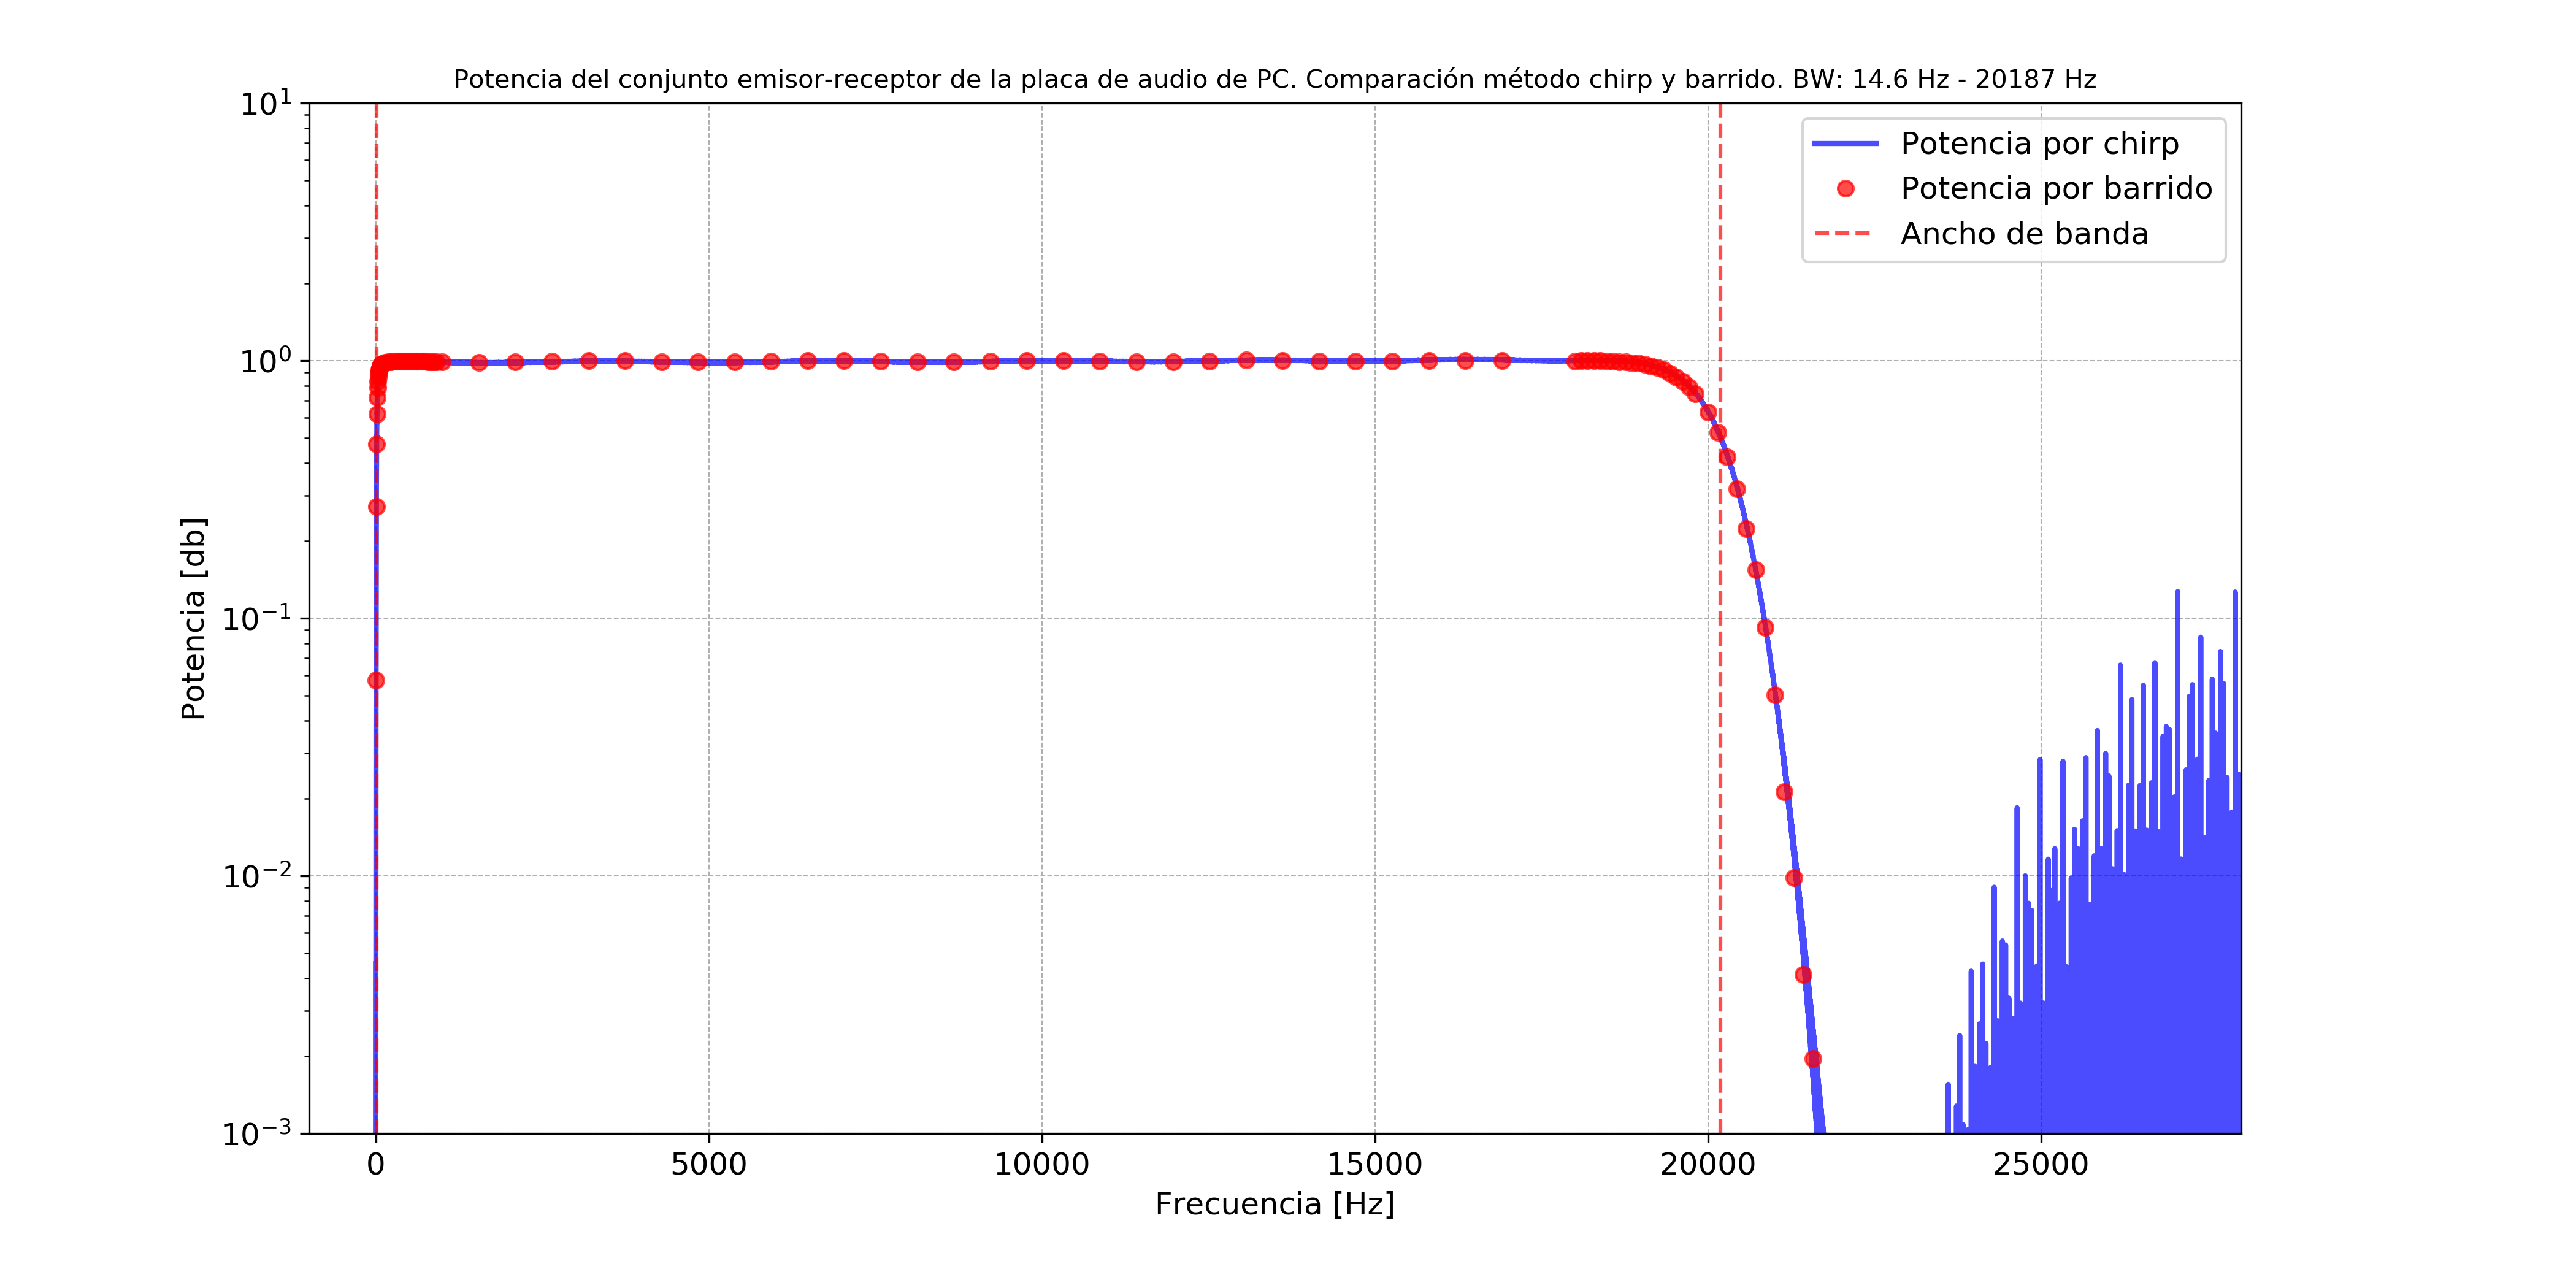 Potencia del conjunto emisor-receptor de la placa de audio de PC. Comparación método chirp y barrido. BW: 14.6 Hz - 20187 Hz
Potencia por chirp
Potencia por barrido
Ancho de banda
Potencia [db]
10¹
10⁰
10⁻¹
10⁻²
10⁻³
0 5000 10000 15000 20000 25000
Frecuencia [Hz]